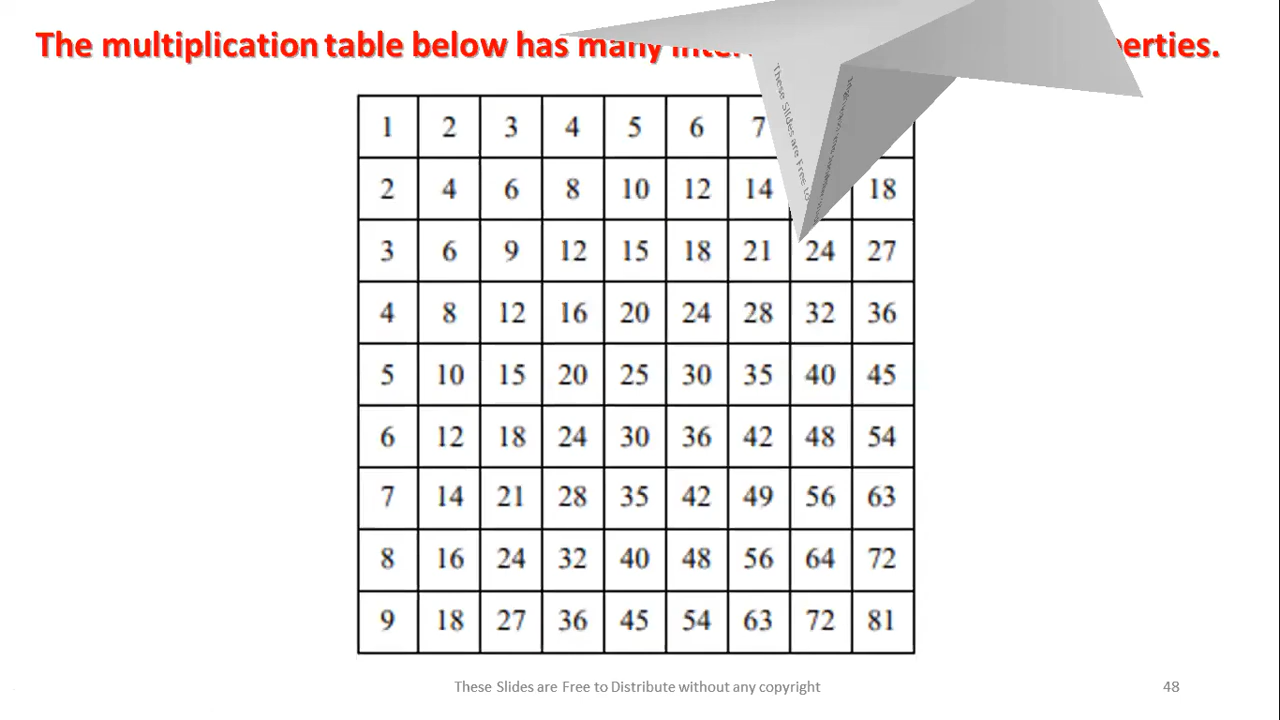 The multiplication table below has many erties.
1 2 3 4 5 6 7
2 4 6 8 10 12 14 18
3 6 9 12 15 18 21 24 27
4 8 12 16 20 24 28 32 36
5 10 15 20 25 30 35 40 45
6 12 18 24 30 36 42 48 54
7 14 21 28 35 42 49 56 63
8 16 24 32 40 48 56 64 72
9 18 27 36 45 54 63 72 81
These Slides are Free to
These Slides are Free to Distribute without any copyright
48